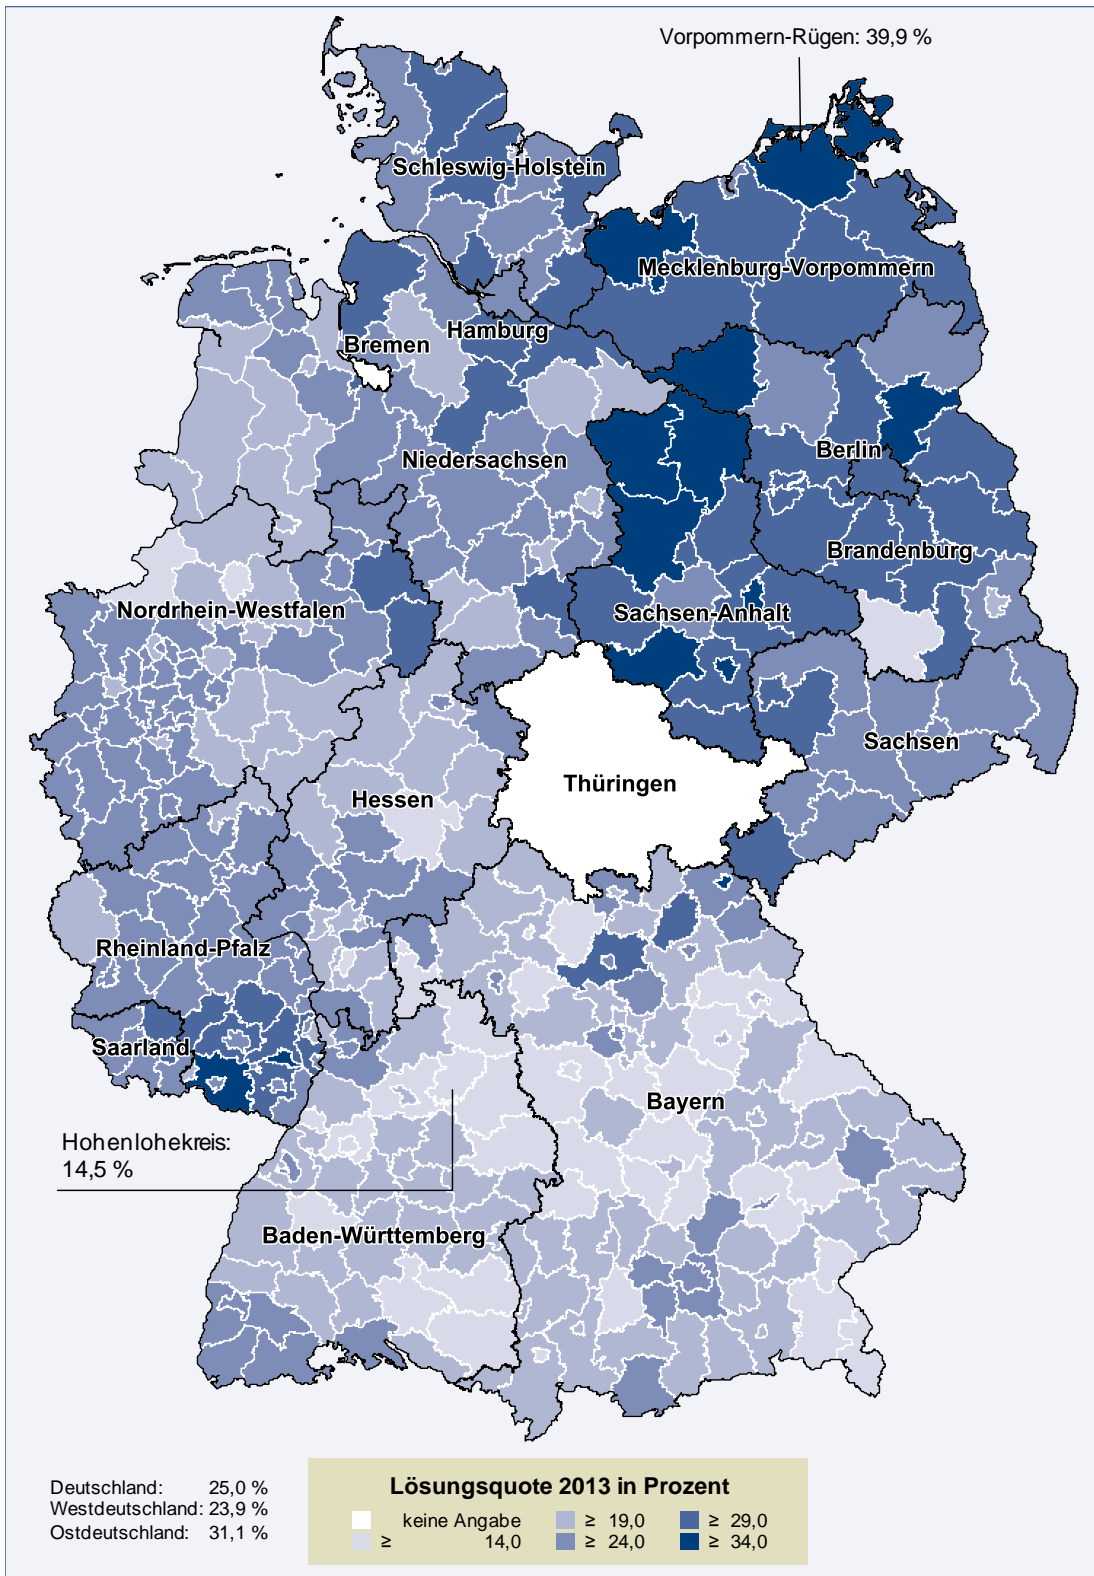 Vorpommern-Rügen: 39,9 %
Schleswig-Holstein
Mecklenburg-Vorpommern
Hamburg
Bremen
Berlin
Niedersachsen
Brandenburg
Nordrhein-Westfalen
Sachsen-Anhalt
Sachsen
Thüringen
Hessen
Rheinland-Pfalz
Saarland
Bayern
Hohenlohekreis:
14,5 %
Baden-Württemberg
Deutschland: 25,0 %
Westdeutschland: 23,9 %
Ostdeutschland: 31,1 %
Lösungsquote 2013 in Prozent
keine Angabe ≥ 19,0 ≥ 29,0
≥ 14,0 ≥ 24,0 ≥ 34,0